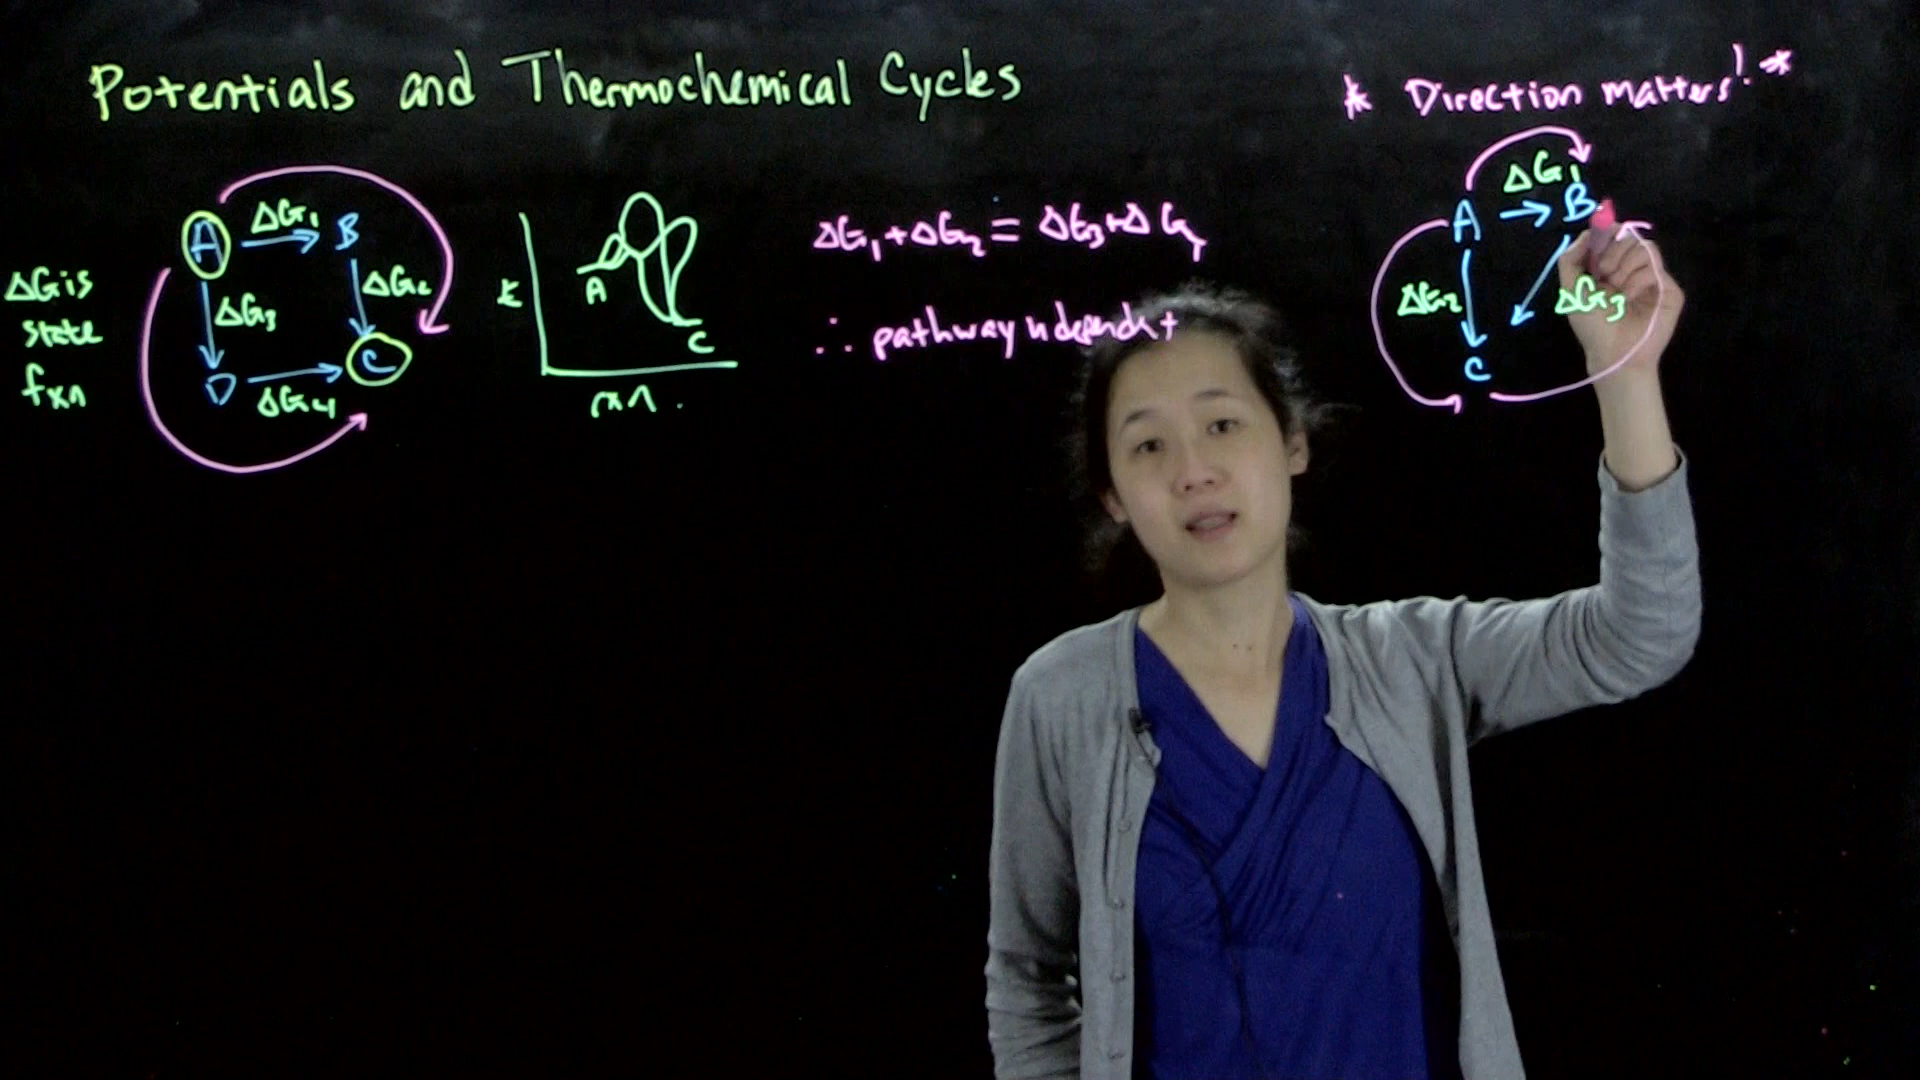 Potentials and Thermochemical Cycles
* Direction matters! *
ΔG is
state
fxn
A
ΔG1
B
ΔG2
ΔG3
D
ΔG4
C
E
A
C
rxn
ΔG1+ΔG2 = ΔG3+ΔG4
∴ pathway independent
A
ΔG1
B
ΔG2
ΔG3
C